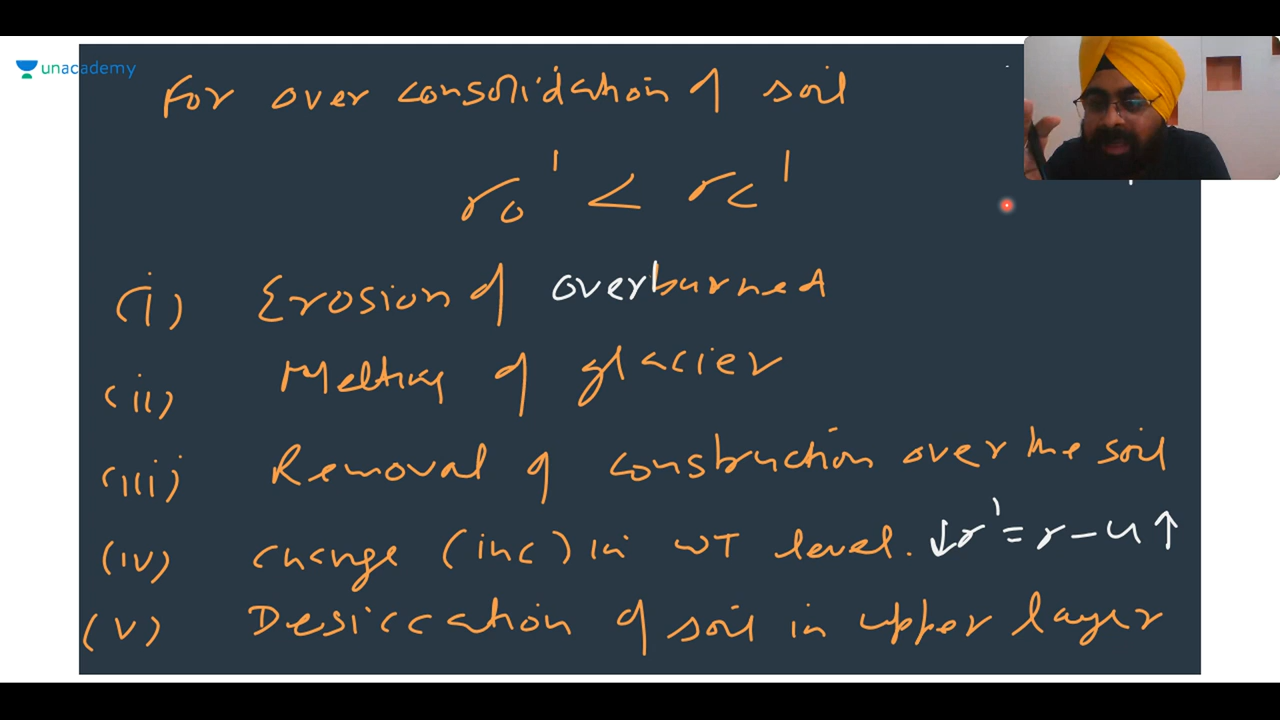 unacademy
For over consolidation of soil
σ0' < σc'
(i) Erosion of overburned
(ii) Melting of glacier
(iii) Removal of construction over the soil
(iv) change (inc) in WT level. ↓σ' = σ - u ↑
(v) Desiccation of soil in upper layer